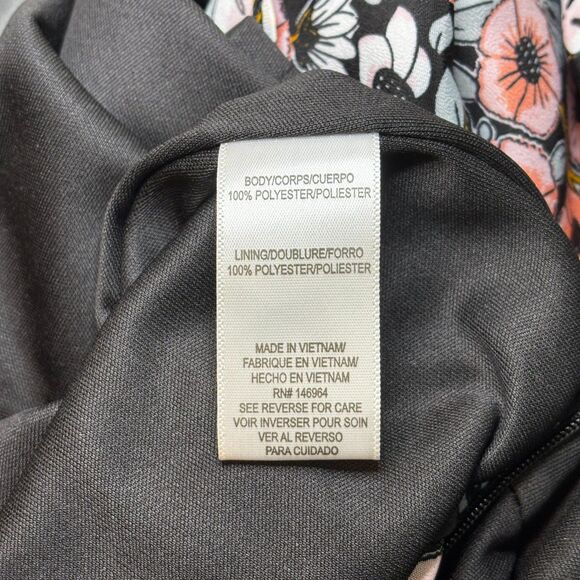 BODY/CORPS/CUERPO
100% POLYESTER/POLIESTER
LINING/DOUBLURE/FORRO
100% POLYESTER/POLIESTER
MADE IN VIETNAM/
FABRIQUE EN VIETNAM/
HECHO EN VIETNAM
RN# 146964
SEE REVERSE FOR CARE
VOIR INVERSER POUR SOIN
VER AL REVERSO
PARA CUIDADO